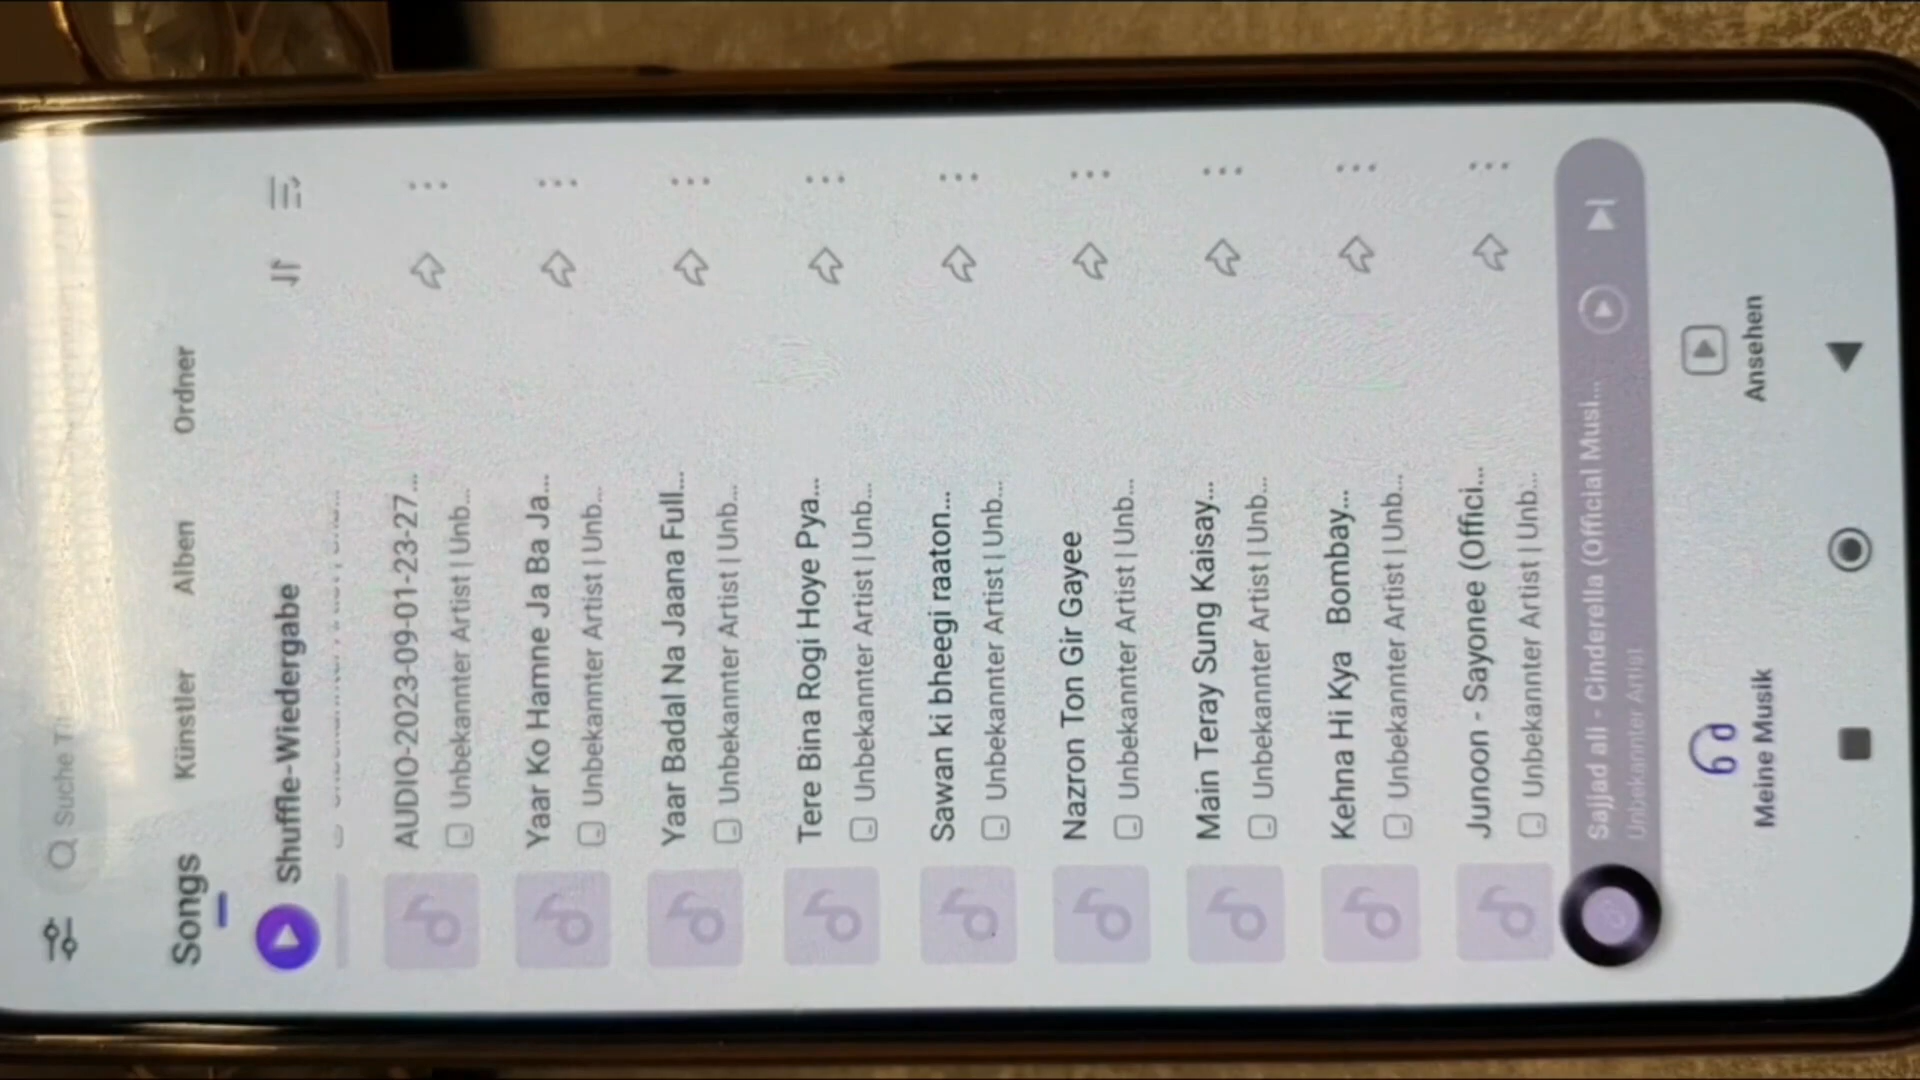 Suche
Songs Künstler Alben Ordner
Shuffle-Wiedergabe
AUDIO-2023-09-01-23-27...
Unbekannter Artist | Unb...
Yaar Ko Hamne Ja Ba Ja...
Unbekannter Artist | Unb...
Yaar Badal Na Jaana Full...
Unbekannter Artist | Unb...
Tere Bina Rogi Hoye Pya...
Unbekannter Artist | Unb...
Sawan ki bheegi raaton...
Unbekannter Artist | Unb...
Nazron Ton Gir Gayee
Unbekannter Artist | Unb...
Main Teray Sung Kaisay...
Unbekannter Artist | Unb...
Kehna Hi Kya Bombay...
Unbekannter Artist | Unb...
Junoon - Sayonee (Offici...
Unbekannter Artist | Unb...
Sajjad ali - Cinderella (Official Musi...
Unbekannter Artist
Meine Musik Ansehen